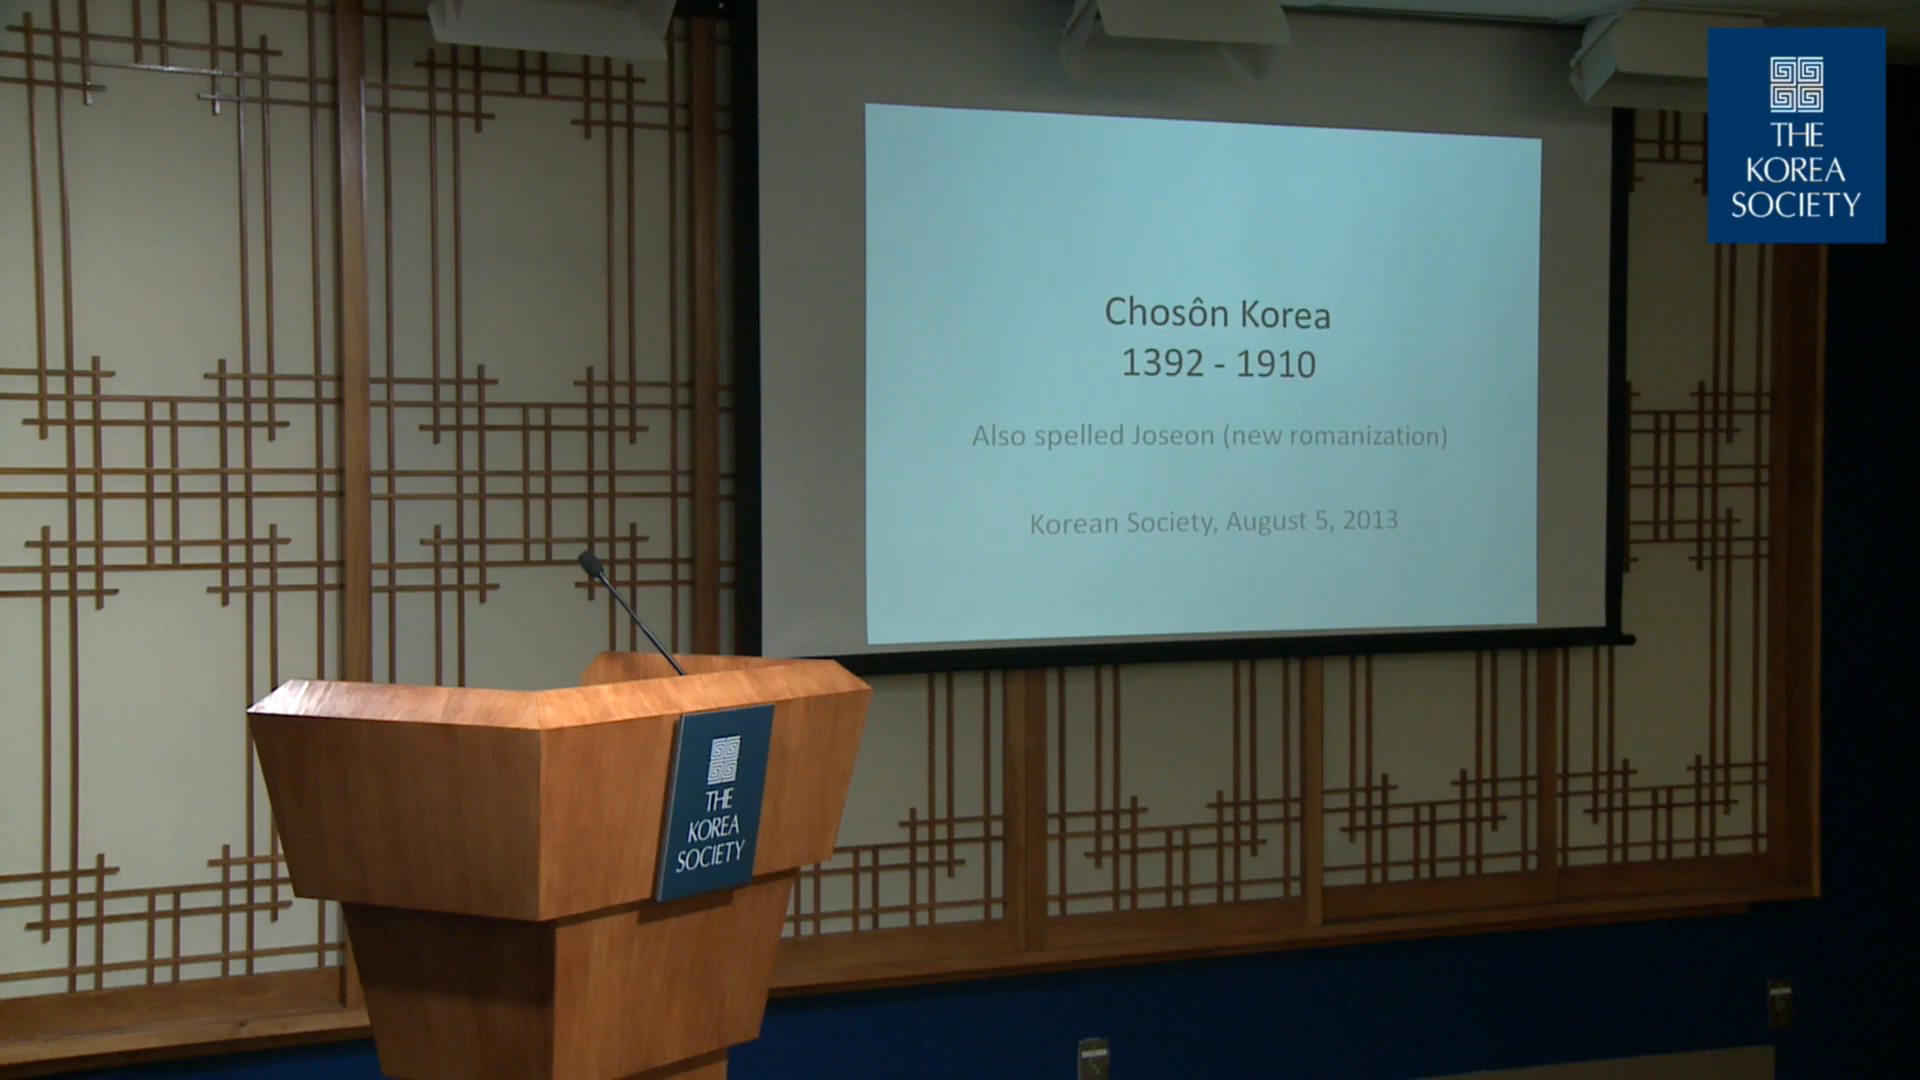 Chosôn Korea
1392 - 1910
Also spelled Joseon (new romanization)
Korean Society, August 5, 2013
THE
KOREA
SOCIETY
THE
KOREA
SOCIETY